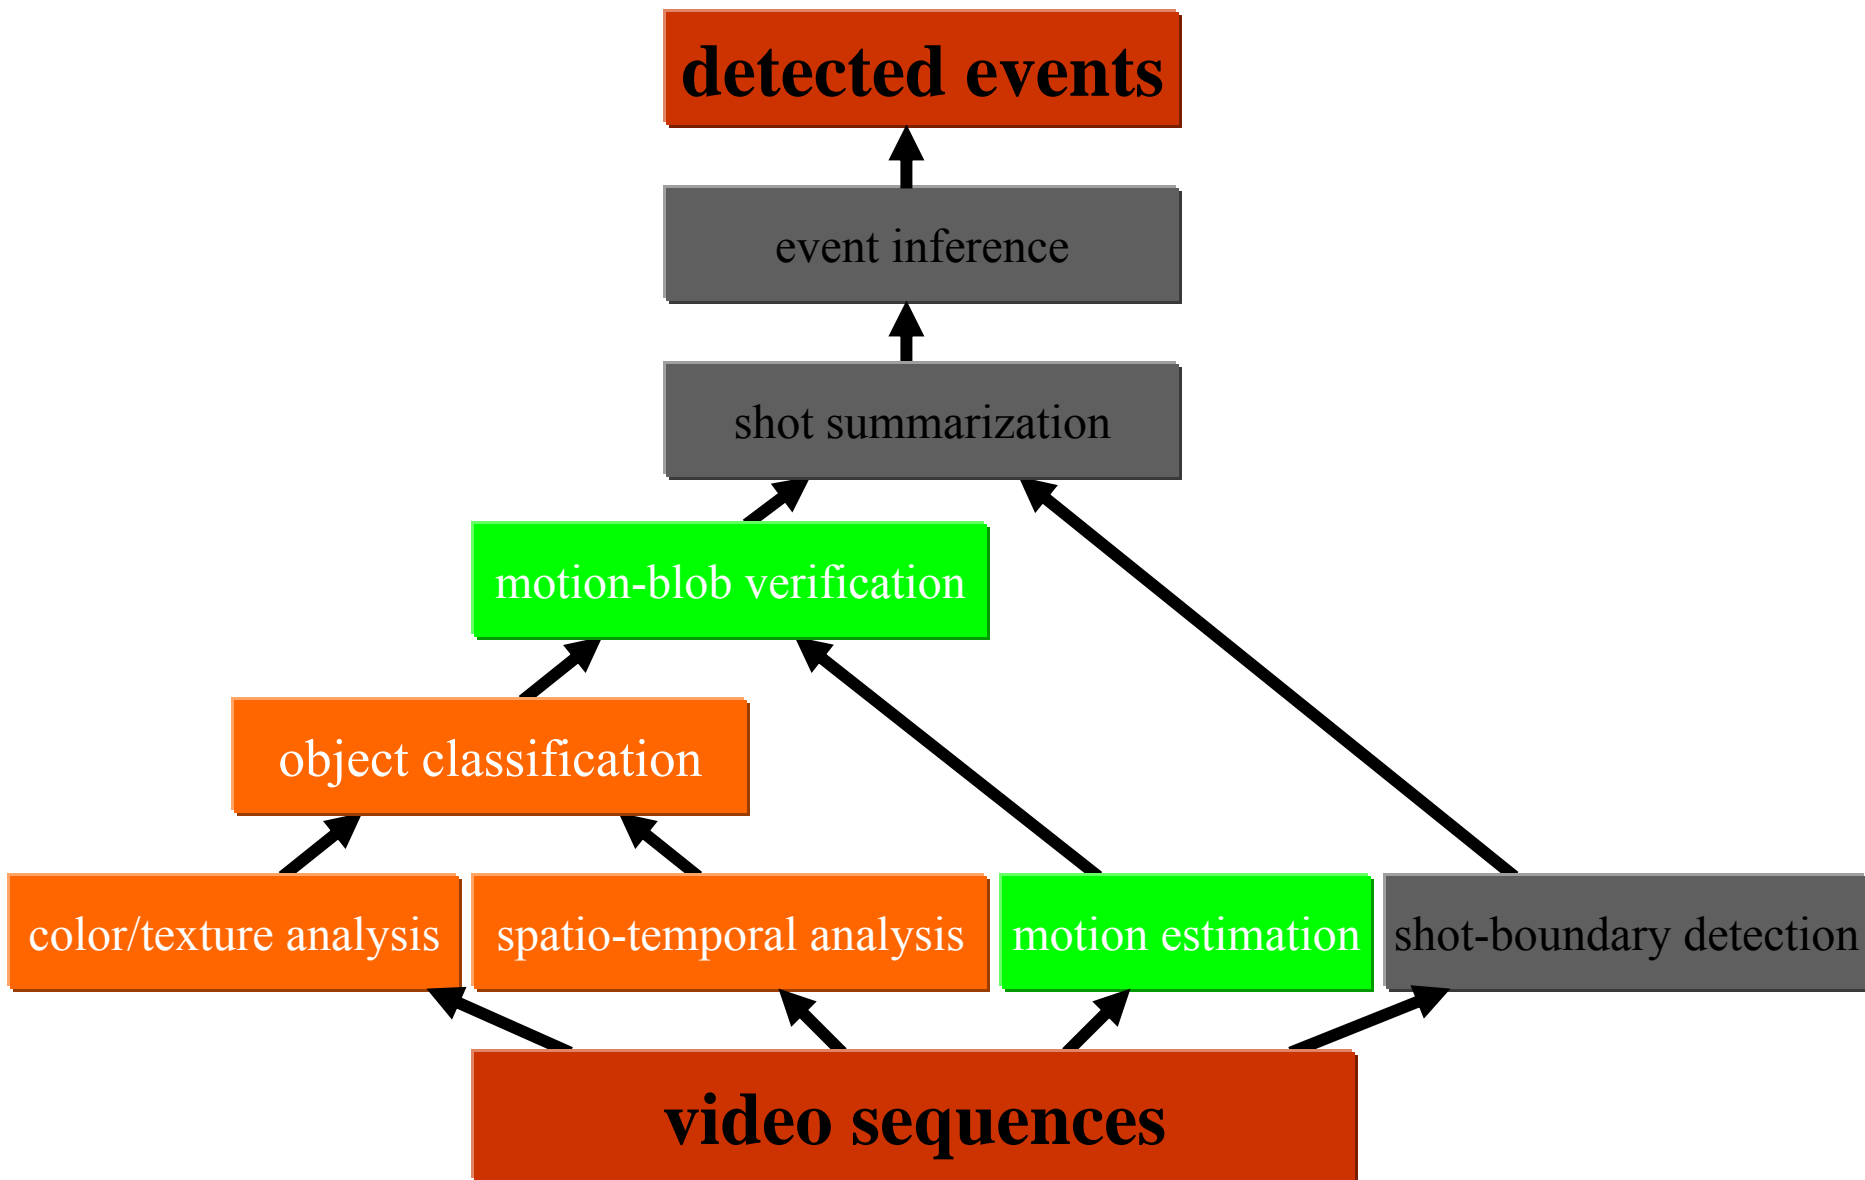 detected events
event inference
shot summarization
motion-blob verification
object classification
color/texture analysis
spatio-temporal analysis
motion estimation
shot-boundary detection
video sequences